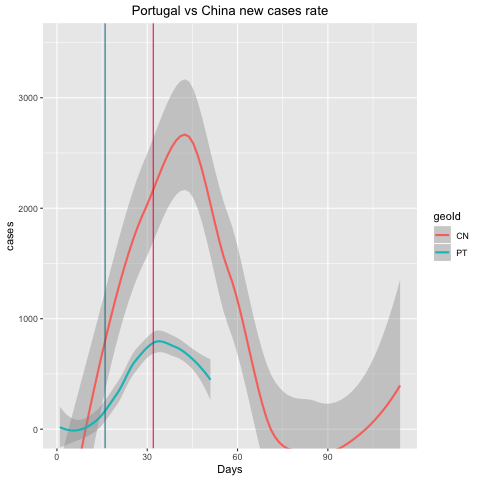 Portugal vs China new cases rate
cases
3000
2000
1000
0
0 30 60 90
Days
geoId
CN
PT